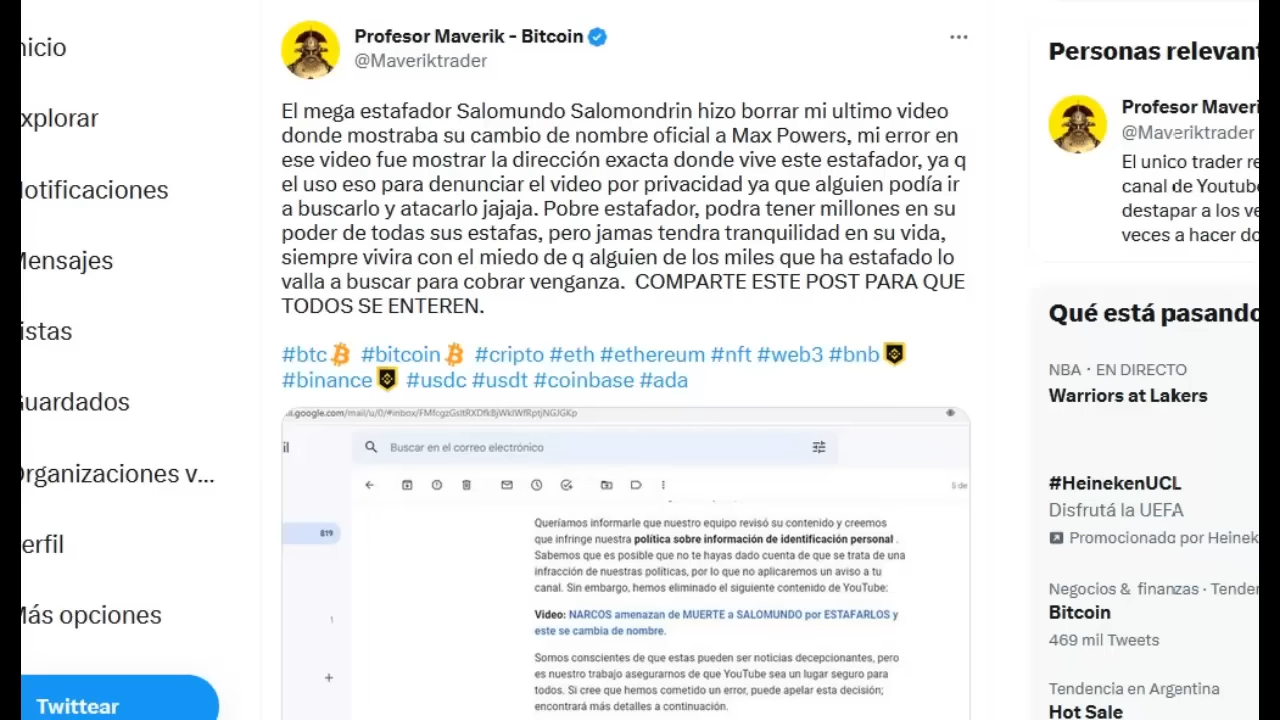 nicio
xplorar
lotificaciones
Mensajes
istas
Guardados
Organizaciones v...
erfil
Más opciones
Twittear
Profesor Maverik - Bitcoin
@Maveriktrader
El mega estafador Salomundo Salomondrin hizo borrar mi ultimo video
donde mostraba su cambio de nombre oficial a Max Powers, mi error en
ese video fue mostrar la dirección exacta donde vive este estafador, ya q
el uso eso para denunciar el video por privacidad ya que alguien podía ir
a buscarlo y atacarlo jajaja. Pobre estafador, podra tener millones en su
poder de todas sus estafas, pero jamas tendra tranquilidad en su vida,
siempre vivira con el miedo de q alguien de los miles que ha estafado lo
valla a buscar para cobrar venganza. COMPARTE ESTE POST PARA QUE
TODOS SE ENTEREN.
#btc #bitcoin #cripto #eth #ethereum #nft #web3 #bnb
#binance #usdc #usdt #coinbase #ada
Buscar en el correo electrónico
5 de
819
Queríamos informarle que nuestro equipo revisó su contenido y creemos
que infringe nuestra política sobre información de identificación personal .
Sabemos que es posible que no te hayas dado cuenta de que se trata de una
infracción de nuestras políticas, por lo que no aplicaremos un aviso a tu
canal. Sin embargo, hemos eliminado el siguiente contenido de YouTube:
Video: NARCOS amenazan de MUERTE a SALOMUNDO por ESTAFARLOS y
este se cambia de nombre.
Somos conscientes de que estas pueden ser noticias decepcionantes, pero
es nuestro trabajo asegurarnos de que YouTube sea un lugar seguro para
todos. Si cree que hemos cometido un error, puede apelar esta decisión;
encontrará más detalles a continuación.
Personas relevant
Profesor Maveri
@Maveriktrader
El unico trader re
canal de Youtube
destapar a los ve
veces a hacer do
Qué está pasando
NBA · EN DIRECTO
Warriors at Lakers
#HeinekenUCL
Disfrutá la UEFA
Promocionado por Heinek
Negocios & finanzas · Tender
Bitcoin
469 mil Tweets
Tendencia en Argentina
Hot Sale